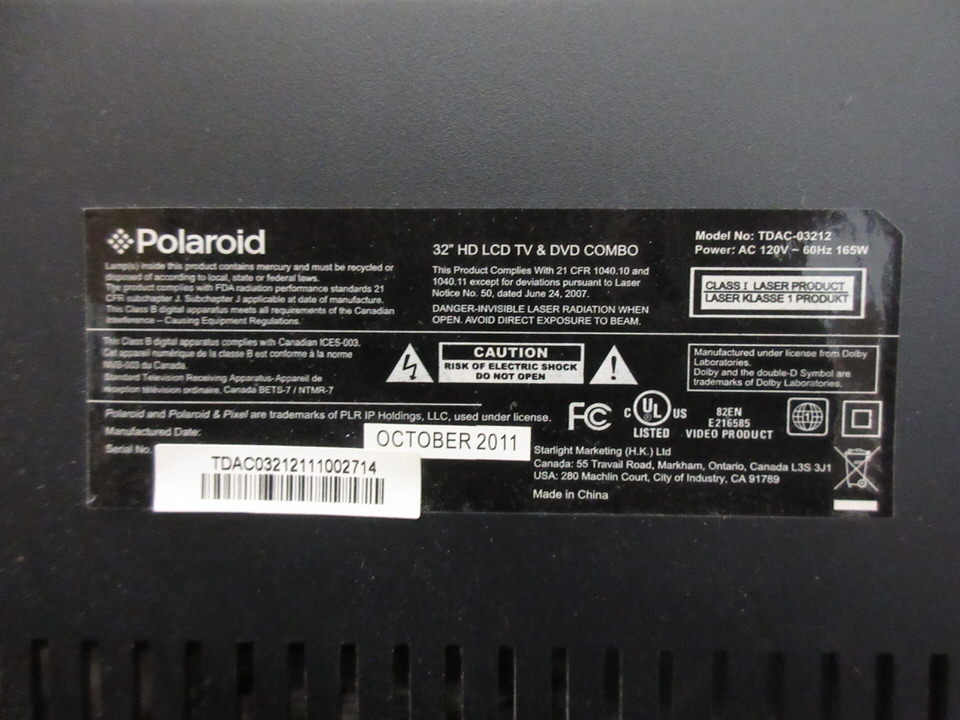 Polaroid
Lamp(s) inside this product contains mercury and must be recycled or
disposed of according to local, state or federal laws.
The product complies with FDA radiation performance standards 21
CFR subchapter J. Subchapter J applicable at date of manufacture.
This Class B digital apparatus meets all requirements of the Canadian
Interference – Causing Equipment Regulations.
32" HD LCD TV & DVD COMBO
This Product Complies With 21 CFR 1040.10 and
1040.11 except for deviations pursuant to Laser
Notice No. 50, dated June 24, 2007.
DANGER-INVISIBLE LASER RADIATION WHEN
OPEN. AVOID DIRECT EXPOSURE TO BEAM.
Model No: TDAC-03212
Power: AC 120V ~ 60Hz 165W
CLASS I LASER PRODUCT
LASER KLASSE 1 PRODUKT
This Class B digital apparatus complies with Canadian ICES-003.
Cet appareil numérique de la classe B est conforme à la norme
NMB-003 du Canada.
Standard Television Receiving Apparatus-Appareil de
réception télévision ordinaire, Canada BETS-7 / NTMR-7
CAUTION
RISK OF ELECTRIC SHOCK
DO NOT OPEN
Manufactured under license from Dolby
Laboratories.
Dolby and the double-D Symbol are
trademarks of Dolby Laboratories.
Polaroid and Polaroid & Pixel are trademarks of PLR IP Holdings, LLC, used under license.
Manufactured Date:
OCTOBER 2011
Serial No.
TDAC03212111002714
FC
C UL US
LISTED
82EN
E216585
VIDEO PRODUCT
1
Starlight Marketing (H.K.) Ltd
Canada: 55 Travail Road, Markham, Ontario, Canada L3S 3J1
USA: 280 Machlin Court, City of Industry, CA 91789
Made in China